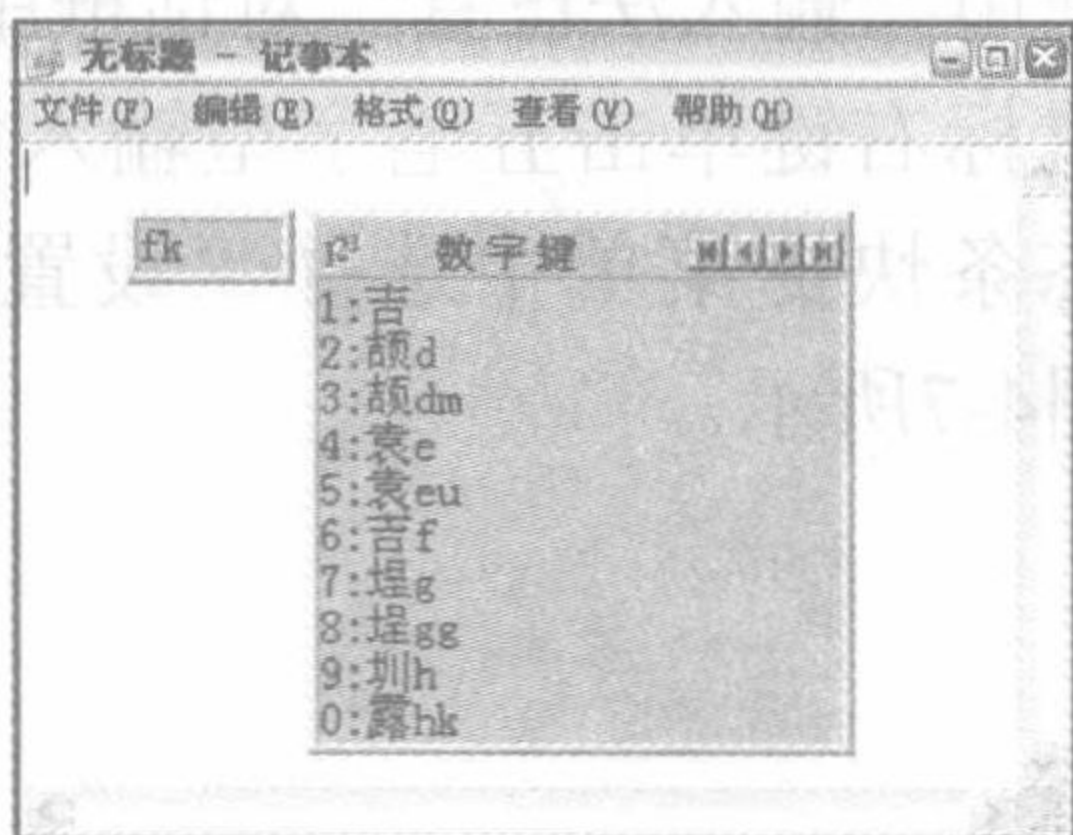 无标题 - 记事本
文件(F) 编辑(E) 格式(O) 查看(V) 帮助(H)
fk
数字键
1:吉
2:颉d
3:颉dm
4:袁e
5:袁eu
6:吉f
7:埕g
8:埕gg
9:圳h
0:露hk